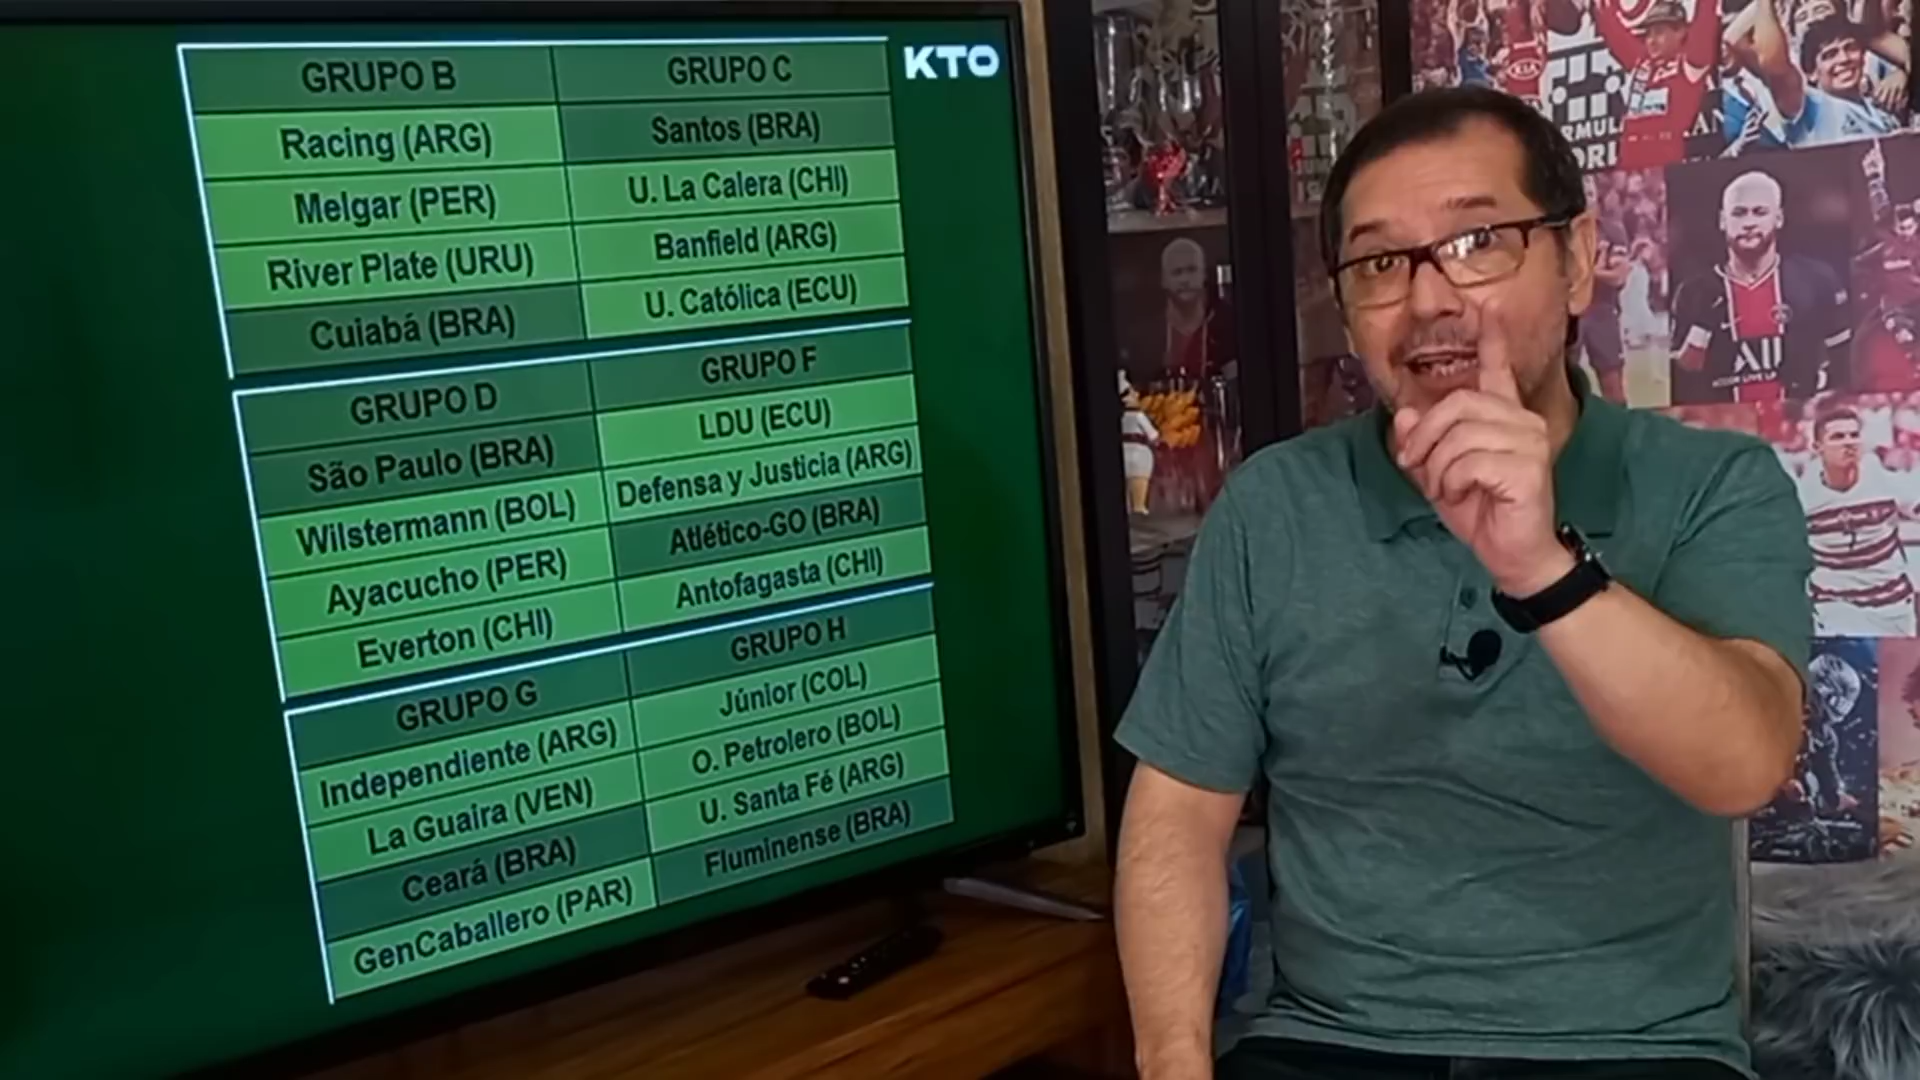 KTO
GRUPO B
Racing (ARG)
Melgar (PER)
River Plate (URU)
Cuiabá (BRA)
GRUPO C
Santos (BRA)
U. La Calera (CHI)
Banfield (ARG)
U. Católica (ECU)
GRUPO D
São Paulo (BRA)
Wilstermann (BOL)
Ayacucho (PER)
Everton (CHI)
GRUPO F
LDU (ECU)
Defensa y Justicia (ARG)
Atlético-GO (BRA)
Antofagasta (CHI)
GRUPO G
Independiente (ARG)
La Guaira (VEN)
Ceará (BRA)
GenCaballero (PAR)
GRUPO H
Júnior (COL)
O. Petrolero (BOL)
U. Santa Fé (ARG)
Fluminense (BRA)
KIA